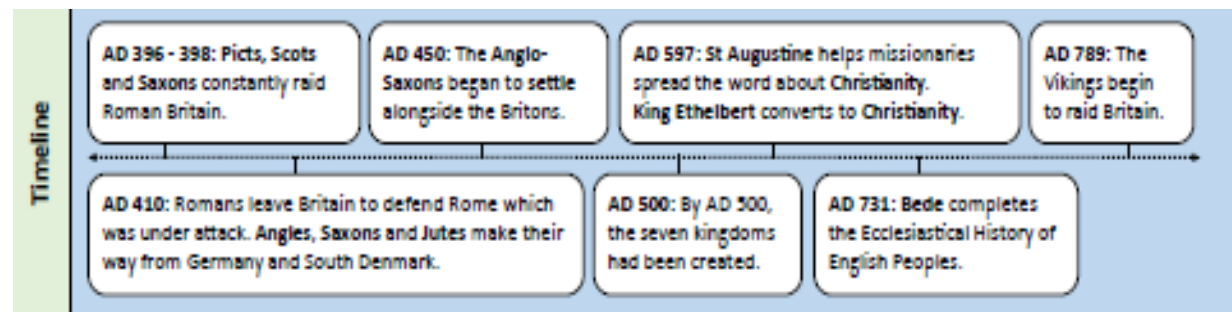 Timeline
AD 396 - 398: Picts, Scots
and Saxons constantly raid
Roman Britain.
AD 450: The Anglo-
Saxons began to settle
alongside the Britons.
AD 597: St Augustine helps missionaries
spread the word about Christianity.
King Ethelbert converts to Christianity.
AD 789: The
Vikings begin
to raid Britain.
AD 410: Romans leave Britain to defend Rome which
was under attack. Angles, Saxons and Jutes make their
way from Germany and South Denmark.
AD 500: By AD 500,
the seven kingdoms
had been created.
AD 731: Bede completes
the Ecclesiastical History of
English Peoples.